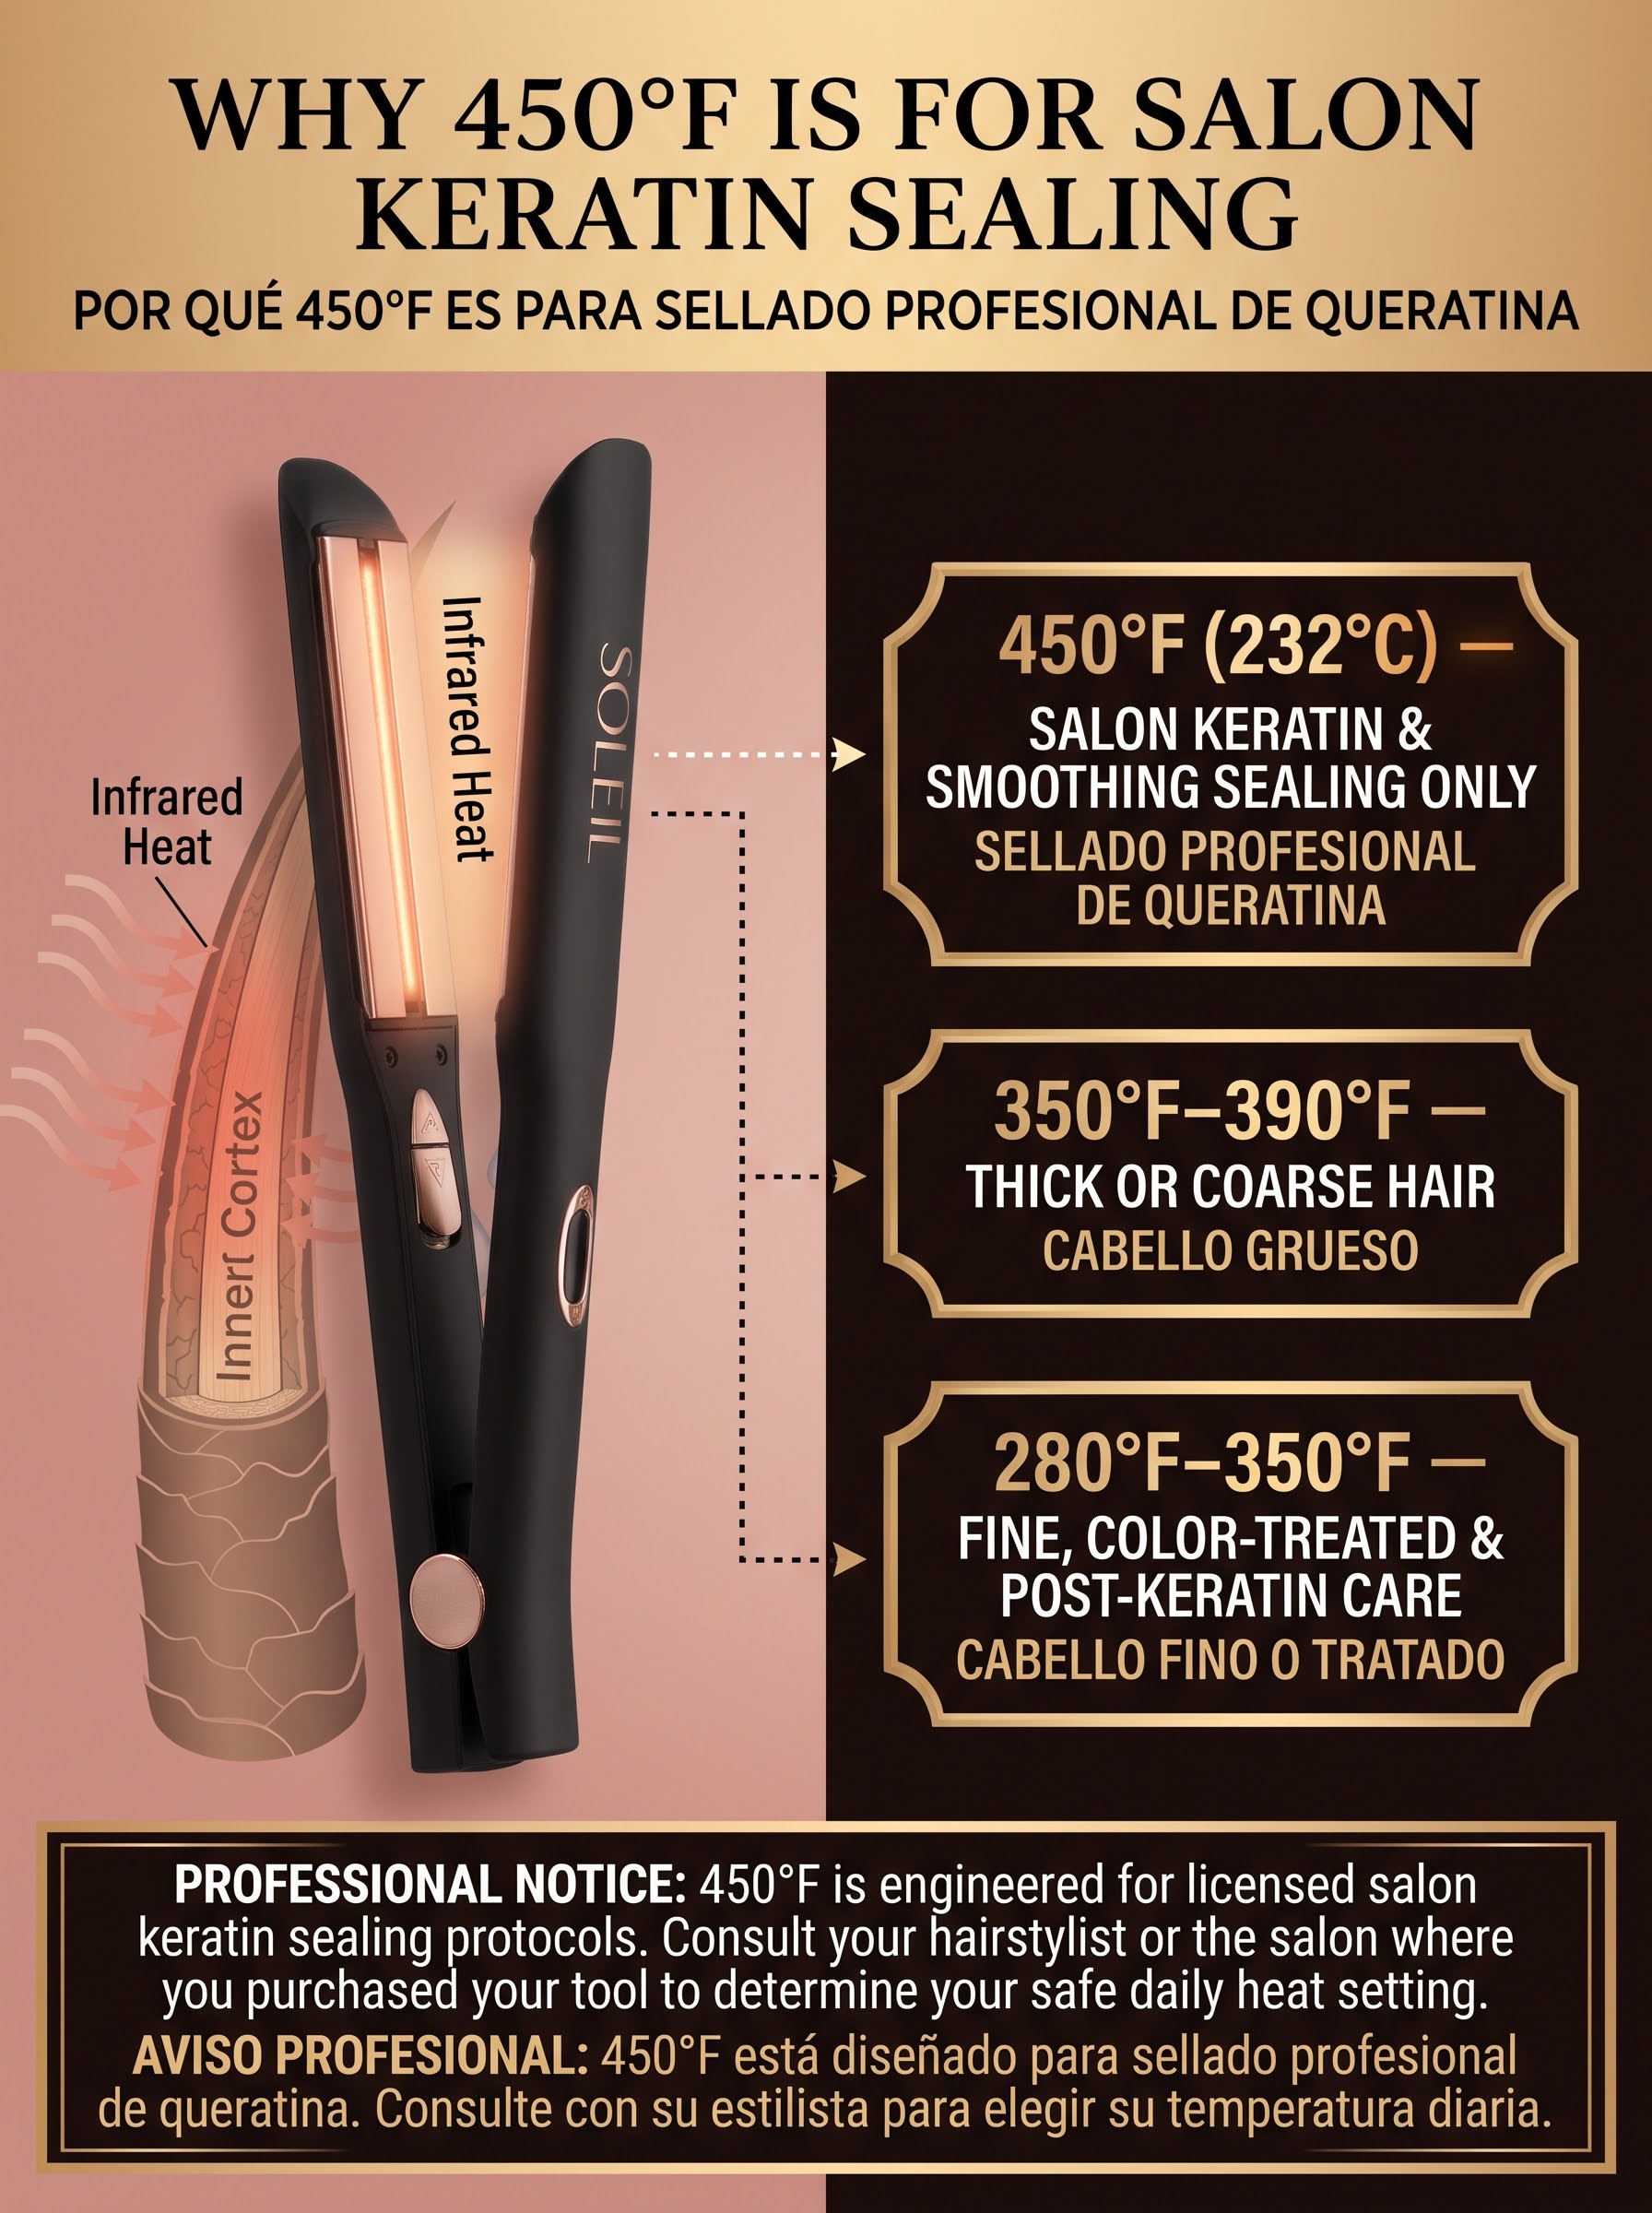 WHY 450°F IS FOR SALON
KERATIN SEALING
POR QUÉ 450°F ES PARA SELLADO PROFESIONAL DE QUERATINA
Infrared
Heat
Infrared Heat
SOLEIL
Inner( Cortex
450°F (232°C) —
SALON KERATIN &
SMOOTHING SEALING ONLY
SELLADO PROFESIONAL
DE QUERATINA
350°F–390°F —
THICK OR COARSE HAIR
CABELLO GRUESO
280°F–350°F —
FINE, COLOR-TREATED &
POST-KERATIN CARE
CABELLO FINO O TRATADO
PROFESSIONAL NOTICE: 450°F is engineered for licensed salon
keratin sealing protocols. Consult your hairstylist or the salon where
you purchased your tool to determine your safe daily heat setting.
AVISO PROFESIONAL: 450°F está diseñado para sellado profesional
de queratina. Consulte con su estilista para elegir su temperatura diaria.